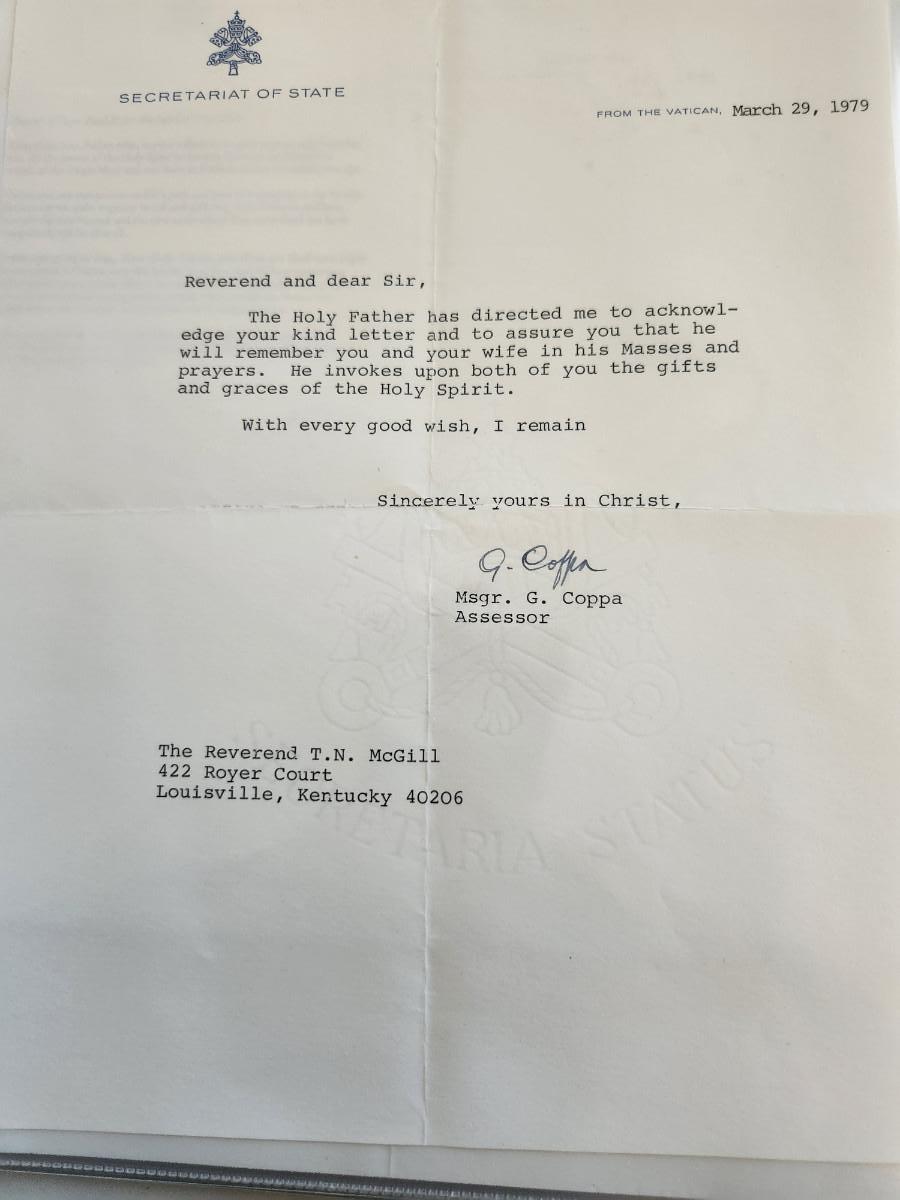 SECRETARIAT OF STATE
FROM THE VATICAN, March 29, 1979
Reverend and dear Sir,
The Holy Father has directed me to acknowl-
edge your kind letter and to assure you that he
will remember you and your wife in his Masses and
prayers. He invokes upon both of you the gifts
and graces of the Holy Spirit.
With every good wish, I remain
Sincerely yours in Christ,
G. Coppa
Msgr. G. Coppa
Assessor
The Reverend T.N. McGill
422 Royer Court
Louisville, Kentucky 40206
STATUS